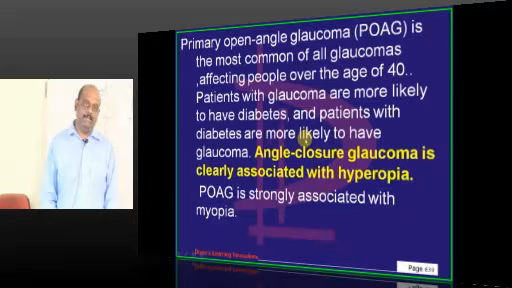 Primary open-angle glaucoma (POAG) is
the most common of all glaucomas
,affecting people over the age of 40..
Patients with glaucoma are more likely
to have diabetes, and patients with
diabetes are more likely to have
glaucoma. Angle-closure glaucoma is
clearly associated with hyperopia.
POAG is strongly associated with
myopia.
Learning
Page 639